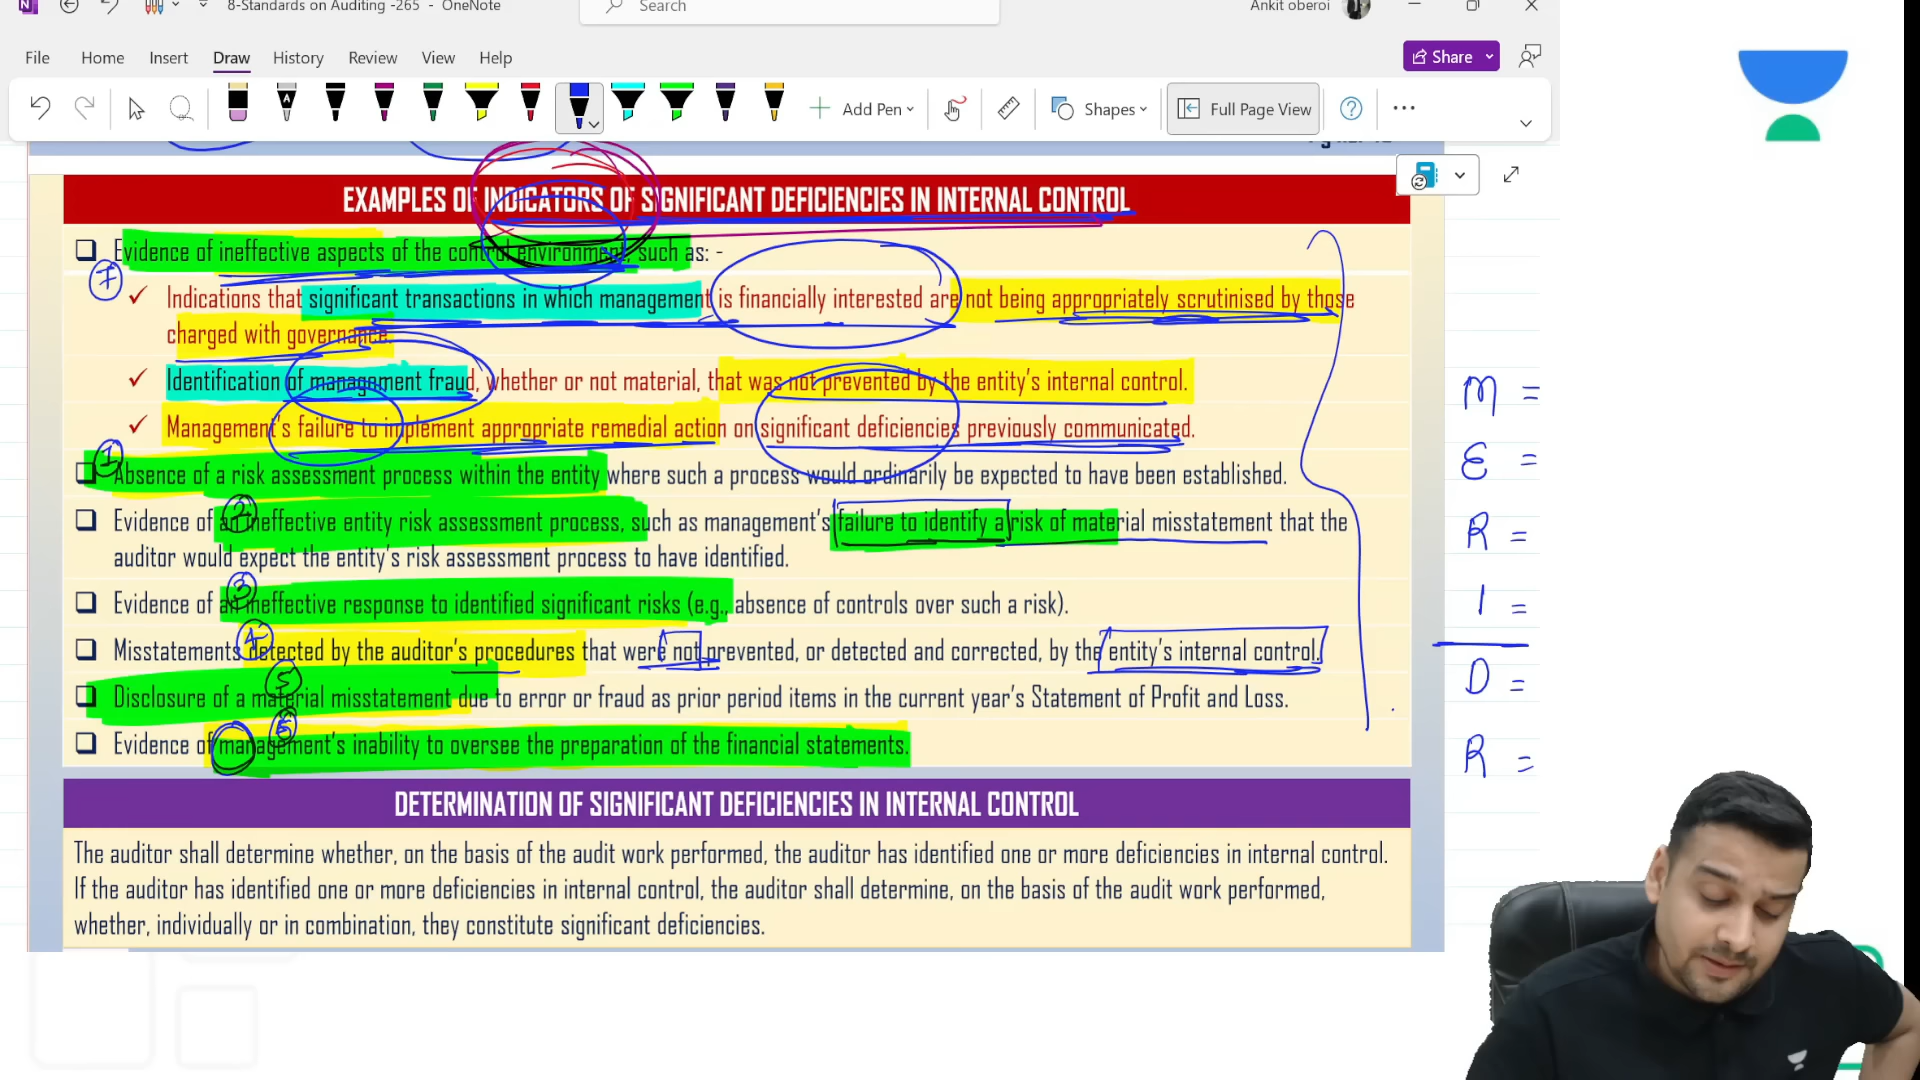 8-Standards on Auditing -265 - OneNote
Search
Ankit oberoi
File Home Insert Draw History Review View Help
Share
Add Pen
Shapes
Full Page View
EXAMPLES OF INDICATORS OF SIGNIFICANT DEFICIENCIES IN INTERNAL CONTROL
Evidence of ineffective aspects of the control environment, such as: -
7
Indications that significant transactions in which management is financially interested are not being appropriately scrutinised by those
charged with governance.
Identification of management fraud, whether or not material, that was not prevented by the entity's internal control.
M =
Management's failure to implement appropriate remedial action on significant deficiencies previously communicated.
1
Absence of a risk assessment process within the entity where such a process would ordinarily be expected to have been established.
E =
2
Evidence of an ineffective entity risk assessment process, such as management's failure to identify a risk of material misstatement that the
R =
auditor would expect the entity's risk assessment process to have identified.
3
Evidence of an ineffective response to identified significant risks (e.g., absence of controls over such a risk).
I =
4
Misstatements detected by the auditor's procedures that were not prevented, or detected and corrected, by the entity's internal control.
5
Disclosure of a material misstatement due to error or fraud as prior period items in the current year's Statement of Profit and Loss.
D =
6
Evidence of management's inability to oversee the preparation of the financial statements.
R =
DETERMINATION OF SIGNIFICANT DEFICIENCIES IN INTERNAL CONTROL
The auditor shall determine whether, on the basis of the audit work performed, the auditor has identified one or more deficiencies in internal control.
If the auditor has identified one or more deficiencies in internal control, the auditor shall determine, on the basis of the audit work performed,
whether, individually or in combination, they constitute significant deficiencies.